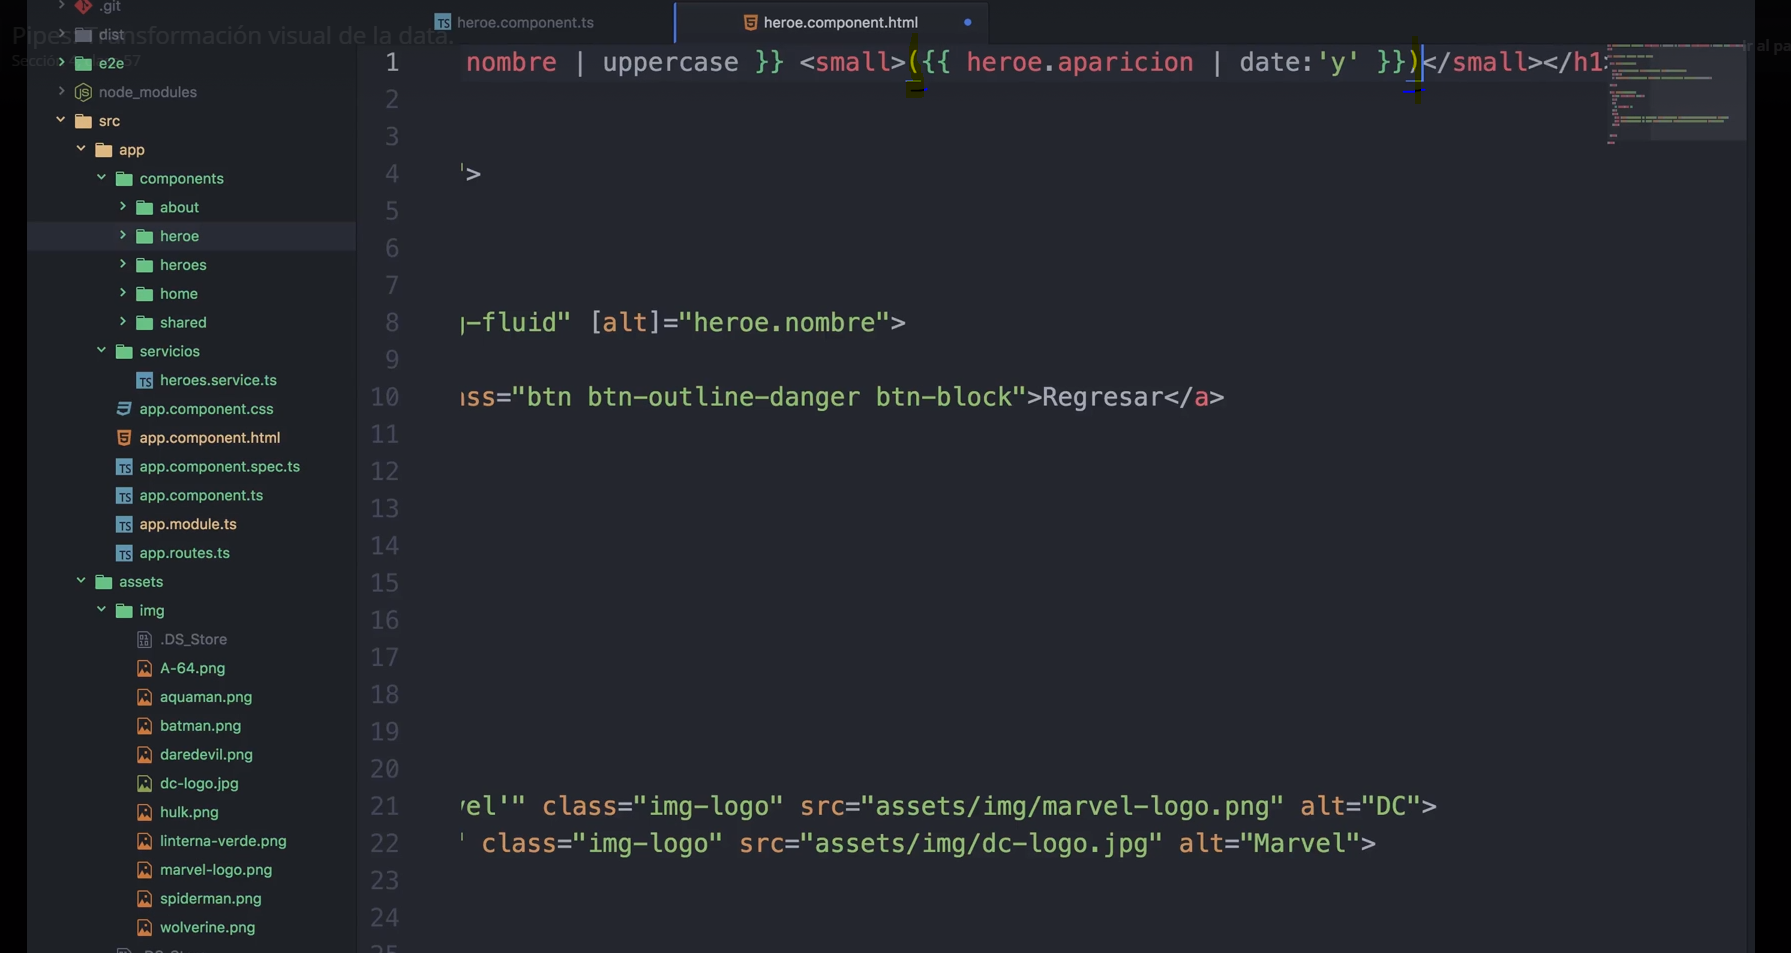 .git
heroe.component.ts
heroe.component.html
Pipes: Transformación visual de la data.
dist
1 nombre | uppercase }} <small>({{ heroe.aparicion | date:'y' }})</small></h1>
e2e
node_modules
2
src
3
app
4 '>
components
5
about
heroe
6
heroes
7
home
shared
8 g-fluid" [alt]="heroe.nombre">
servicios
9
heroes.service.ts
10 ass="btn btn-outline-danger btn-block">Regresar</a>
app.component.css
11
app.component.html
12
app.component.spec.ts
app.component.ts
13
app.module.ts
14
app.routes.ts
15
assets
16
img
.DS_Store
17
A-64.png
18
aquaman.png
19
batman.png
daredevil.png
20
dc-logo.jpg
21 vel'" class="img-logo" src="assets/img/marvel-logo.png" alt="DC">
hulk.png
22 ' class="img-logo" src="assets/img/dc-logo.jpg" alt="Marvel">
linterna-verde.png
23
marvel-logo.png
spiderman.png
24
wolverine.png
25